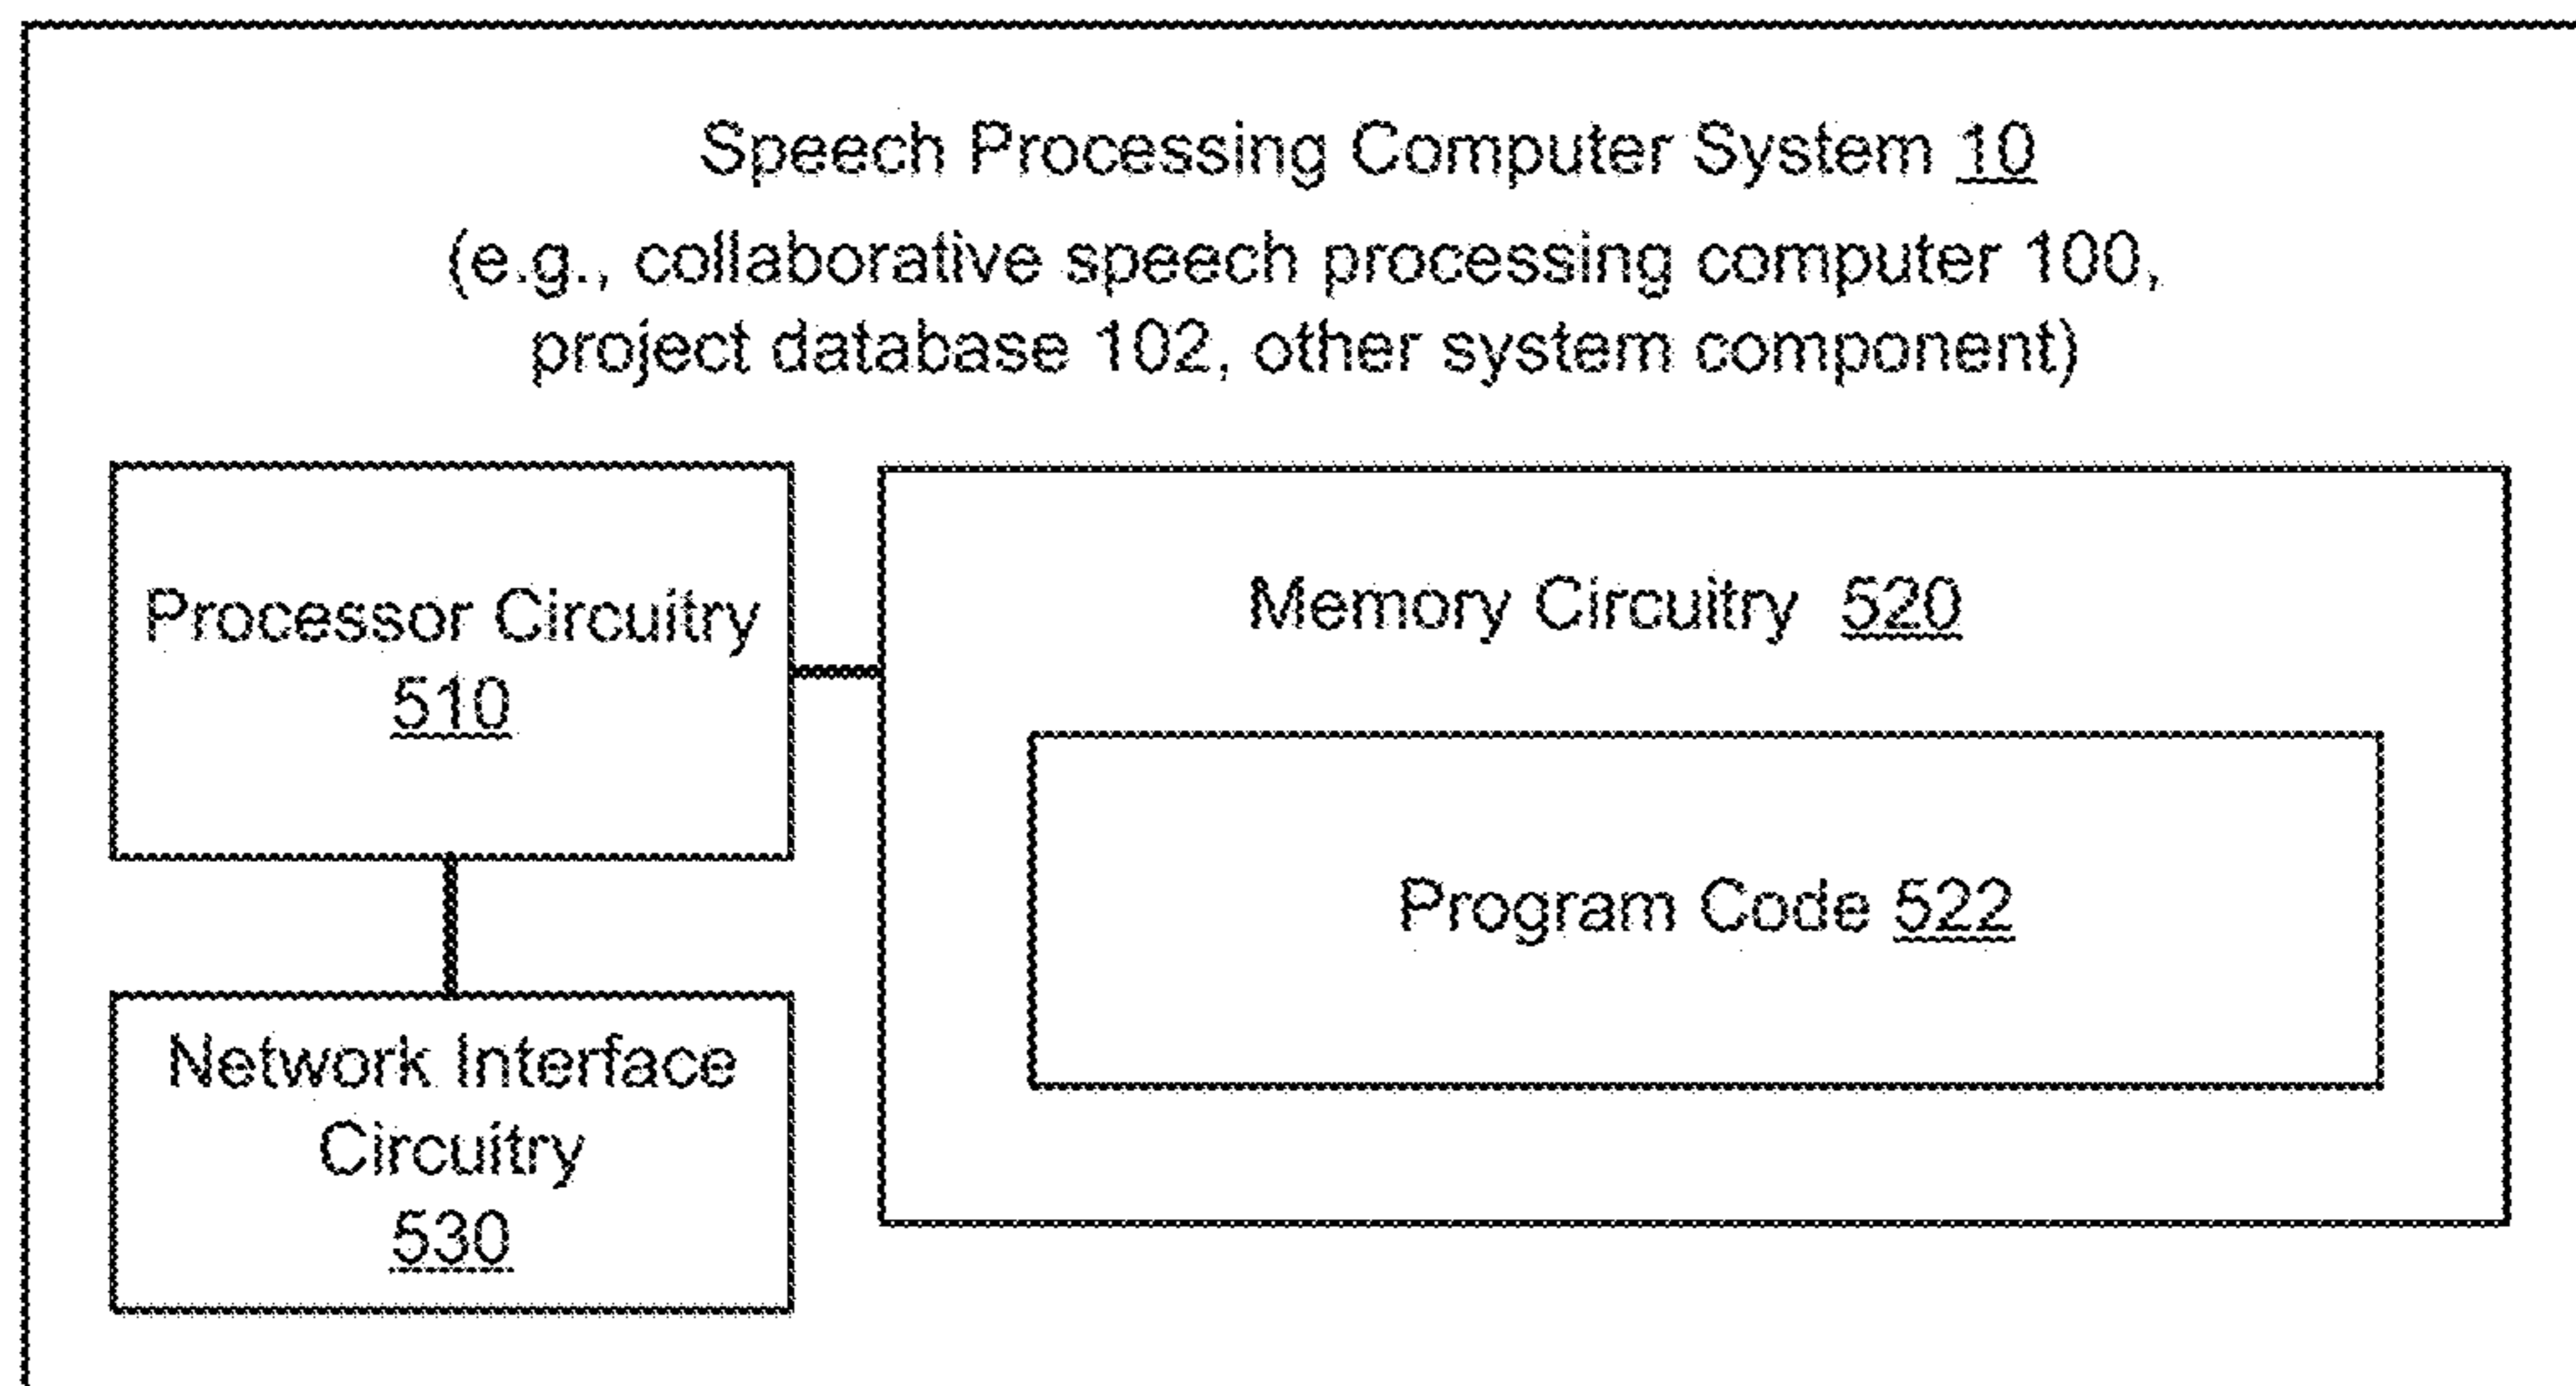 Speech Processing Computer System 10
(e.g., collaborative speech processing computer 100,
project database 102, other system component)
Processor Circuitry
510
Memory Circuitry 520
Program Code 522
Network Interface
Circuitry
530